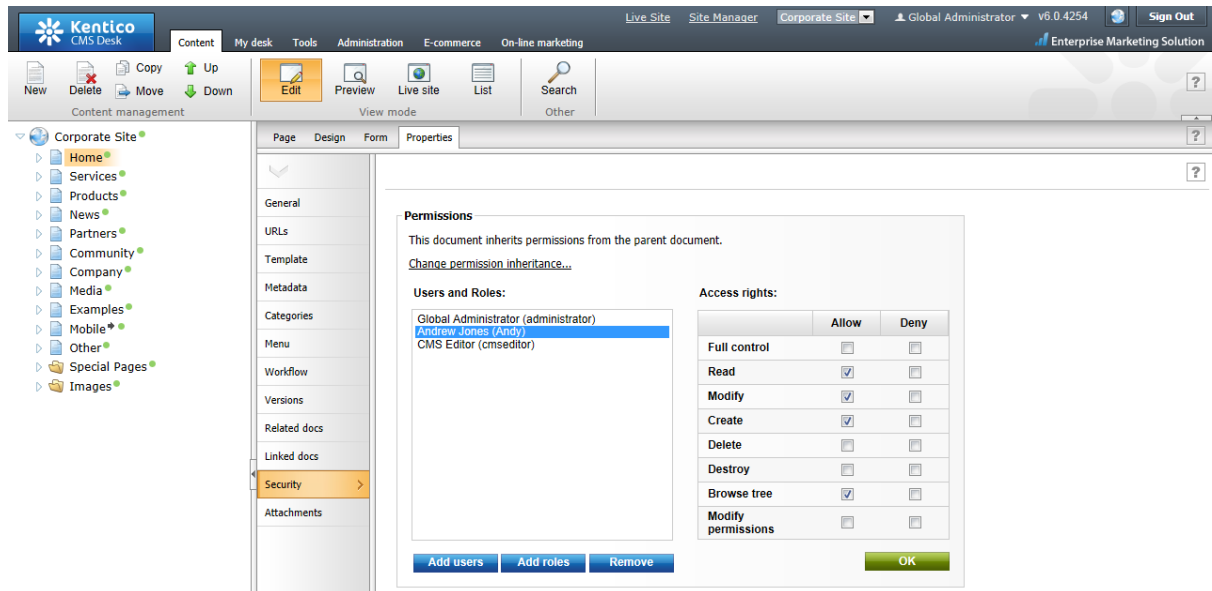 Kentico
CMS Desk
Live Site Site Manager Corporate Site Global Administrator v6.0.4254 Sign Out
Content My desk Tools Administration E-commerce On-line marketing Enterprise Marketing Solution
New Delete Copy Move Up Down
Content management
Edit Preview Live site List
View mode
Search
Other
?
Corporate Site
Home
Services
Products
News
Partners
Community
Company
Media
Examples
Mobile
Other
Special Pages
Images
Page Design Form Properties ?
?
General
URLs
Template
Metadata
Categories
Menu
Workflow
Versions
Related docs
Linked docs
Security >
Attachments
Permissions
This document inherits permissions from the parent document.
Change permission inheritance...
Users and Roles:
Global Administrator (administrator)
Andrew Jones (Andy)
CMS Editor (cmseditor)
Add users Add roles Remove
Access rights:
Allow Deny
Full control
Read
Modify
Create
Delete
Destroy
Browse tree
Modify
permissions
OK